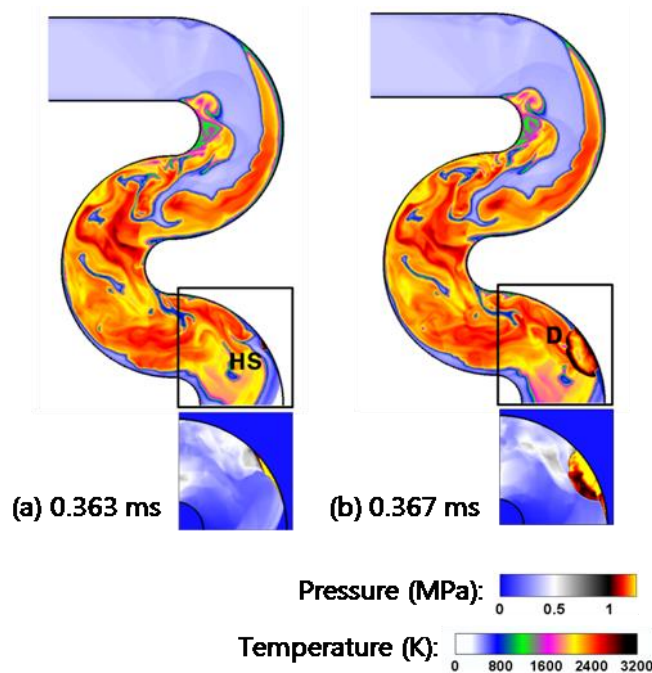 HS
D
(a) 0.363 ms
(b) 0.367 ms
Pressure (MPa):
0 0.5 1
Temperature (K):
0 800 1600 2400 3200